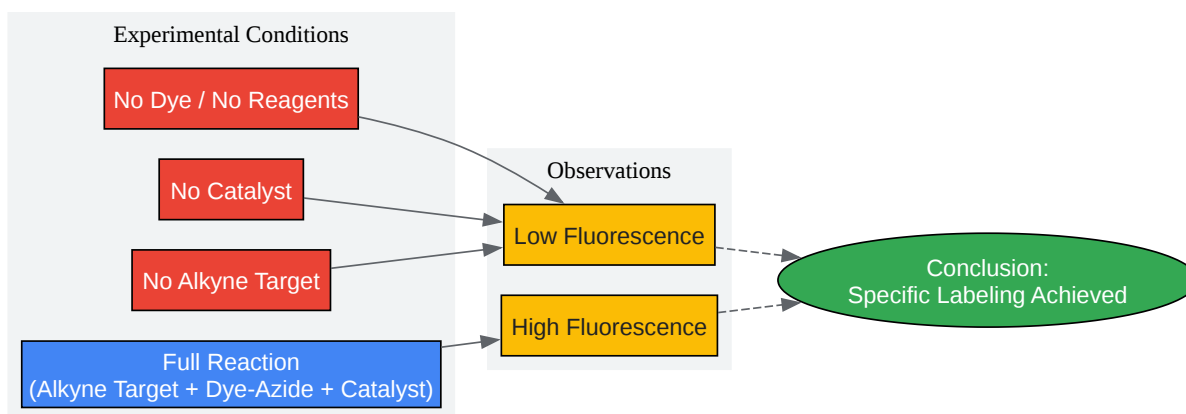 Experimental Conditions
No Dye / No Reagents
No Catalyst
No Alkyne Target
Full Reaction
(Alkyne Target + Dye-Azide + Catalyst)
Observations
Low Fluorescence
High Fluorescence
Conclusion:
Specific Labeling Achieved